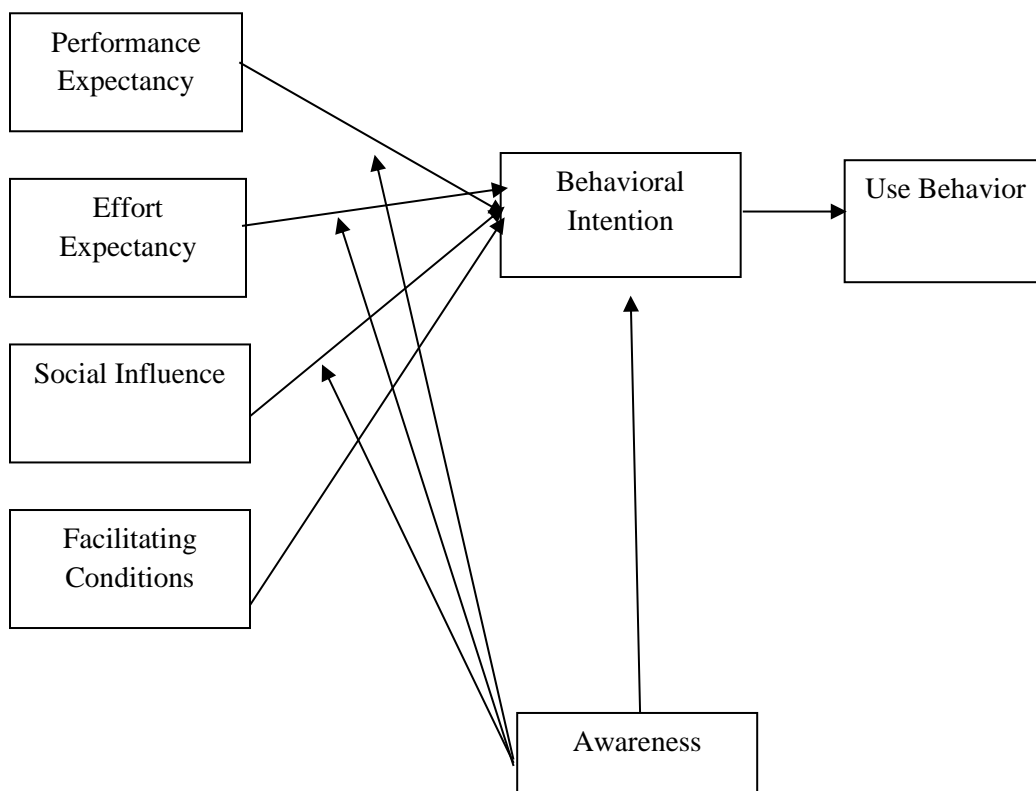 Performance
Expectancy
Effort
Expectancy
Social Influence
Facilitating
Conditions
Behavioral
Intention
Use Behavior
Awareness